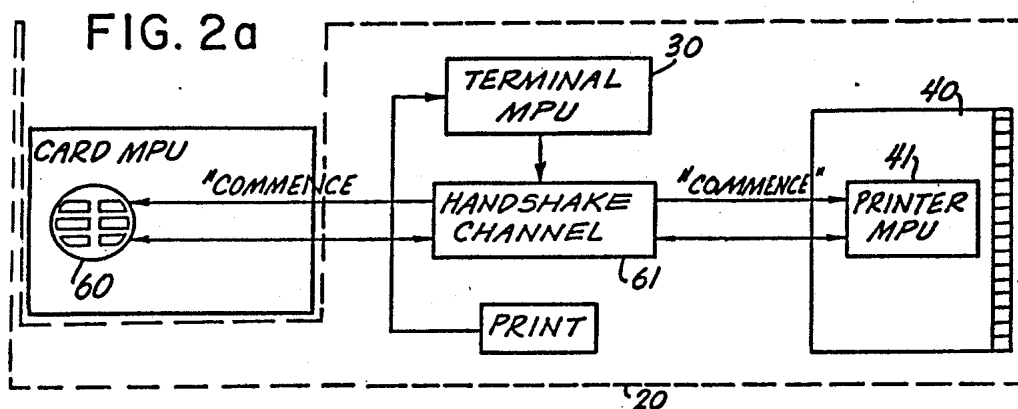 FIG. 2a
30
TERMINAL
MPU
40
CARD MPU
41
"COMMENCE
"COMMENCE"
HANDSHAKE
CHANNEL
PRINTER
MPU
60
61
PRINT
20